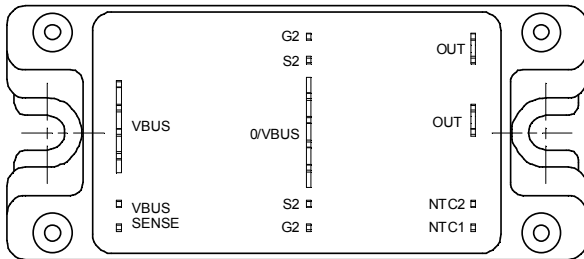 G2
OUT
S2
VBUS
0/VBUS
OUT
VBUS
SENSE
S2
NTC2
G2
NTC1